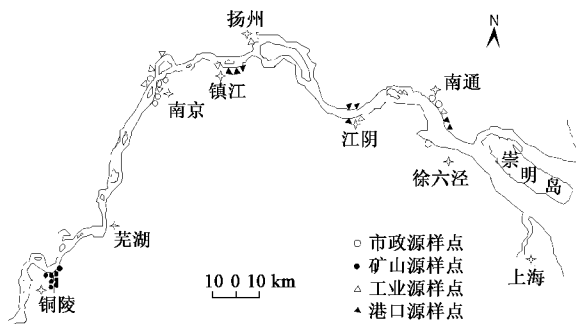 扬州
N
镇江
南京
南通
江阴
崇明岛
徐六泾
芜湖
市政源样点
矿山源样点
上海
10 0 10 km
工业源样点
铜陵
港口源样点